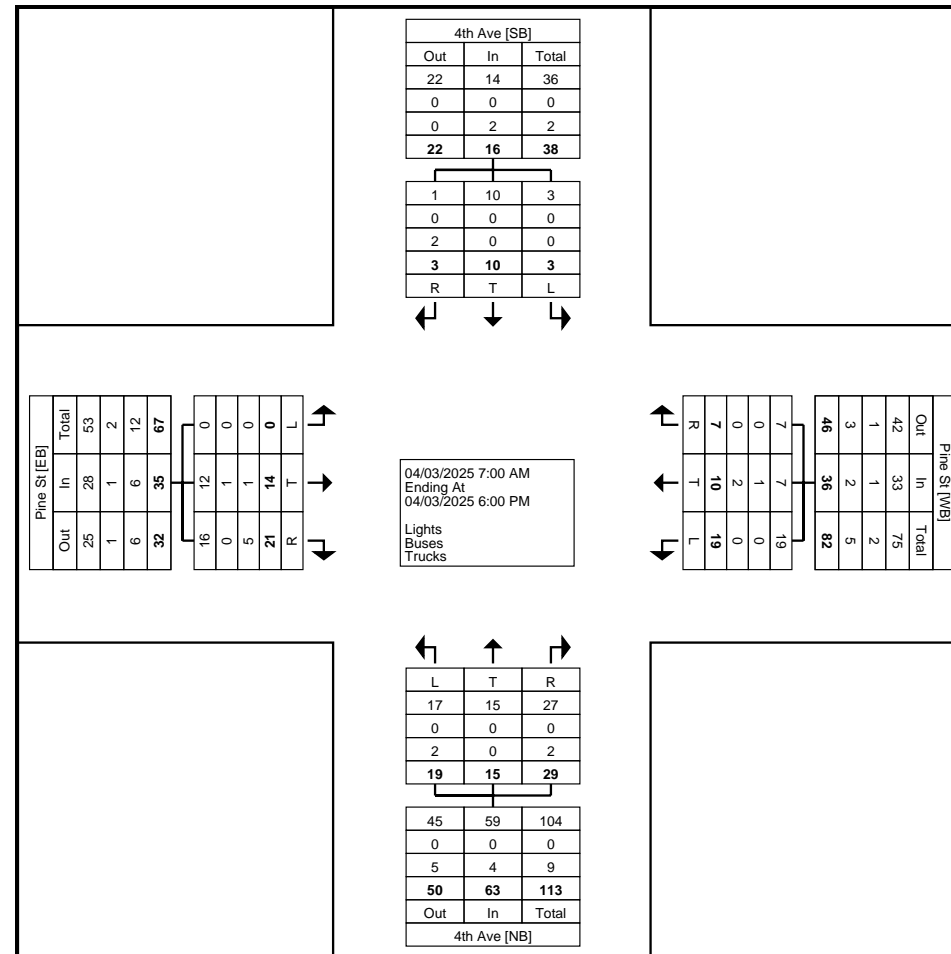 4th Ave [SB]
Out In Total
22 14 36
0 0 0
0 2 2
22 16 38
1 10 3
0 0 0
2 0 0
3 10 3
R T L
Pine St [EB]
Total In Out
53 28 25
2 1 1
12 6 6
67 35 32
0 12 16
0 1 0
0 1 5
0 14 21
L T R
04/03/2025 7:00 AM
Ending At
04/03/2025 6:00 PM
Lights
Buses
Trucks
R T L
7 10 19
0 2 0
0 1 0
7 7 19
46 36 82
3 2 5
1 1 2
42 33 75
Out In Total
Pine St [WB]
L T R
17 15 27
0 0 0
2 0 2
19 15 29
45 59 104
0 0 0
5 4 9
50 63 113
Out In Total
4th Ave [NB]